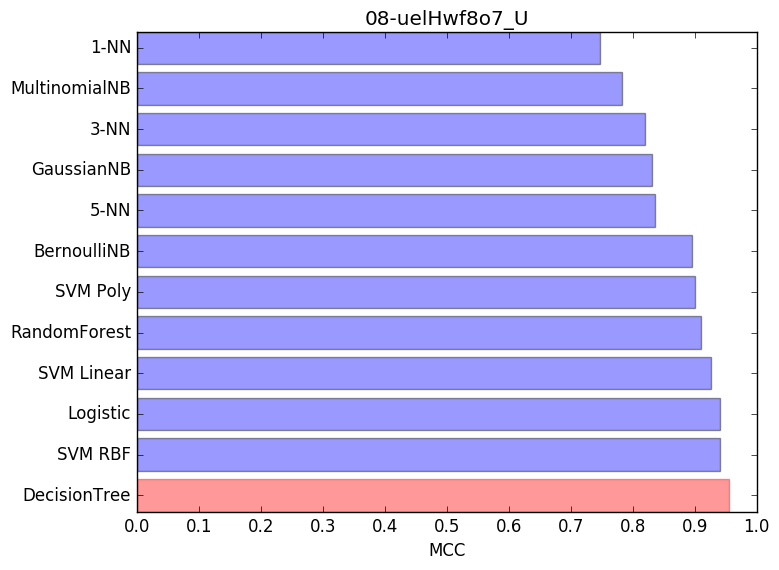 08-uelHwf8o7_U
1-NN
MultinomialNB
3-NN
GaussianNB
5-NN
BernoulliNB
SVM Poly
RandomForest
SVM Linear
Logistic
SVM RBF
DecisionTree
0.0 0.1 0.2 0.3 0.4 0.5 0.6 0.7 0.8 0.9 1.0
MCC